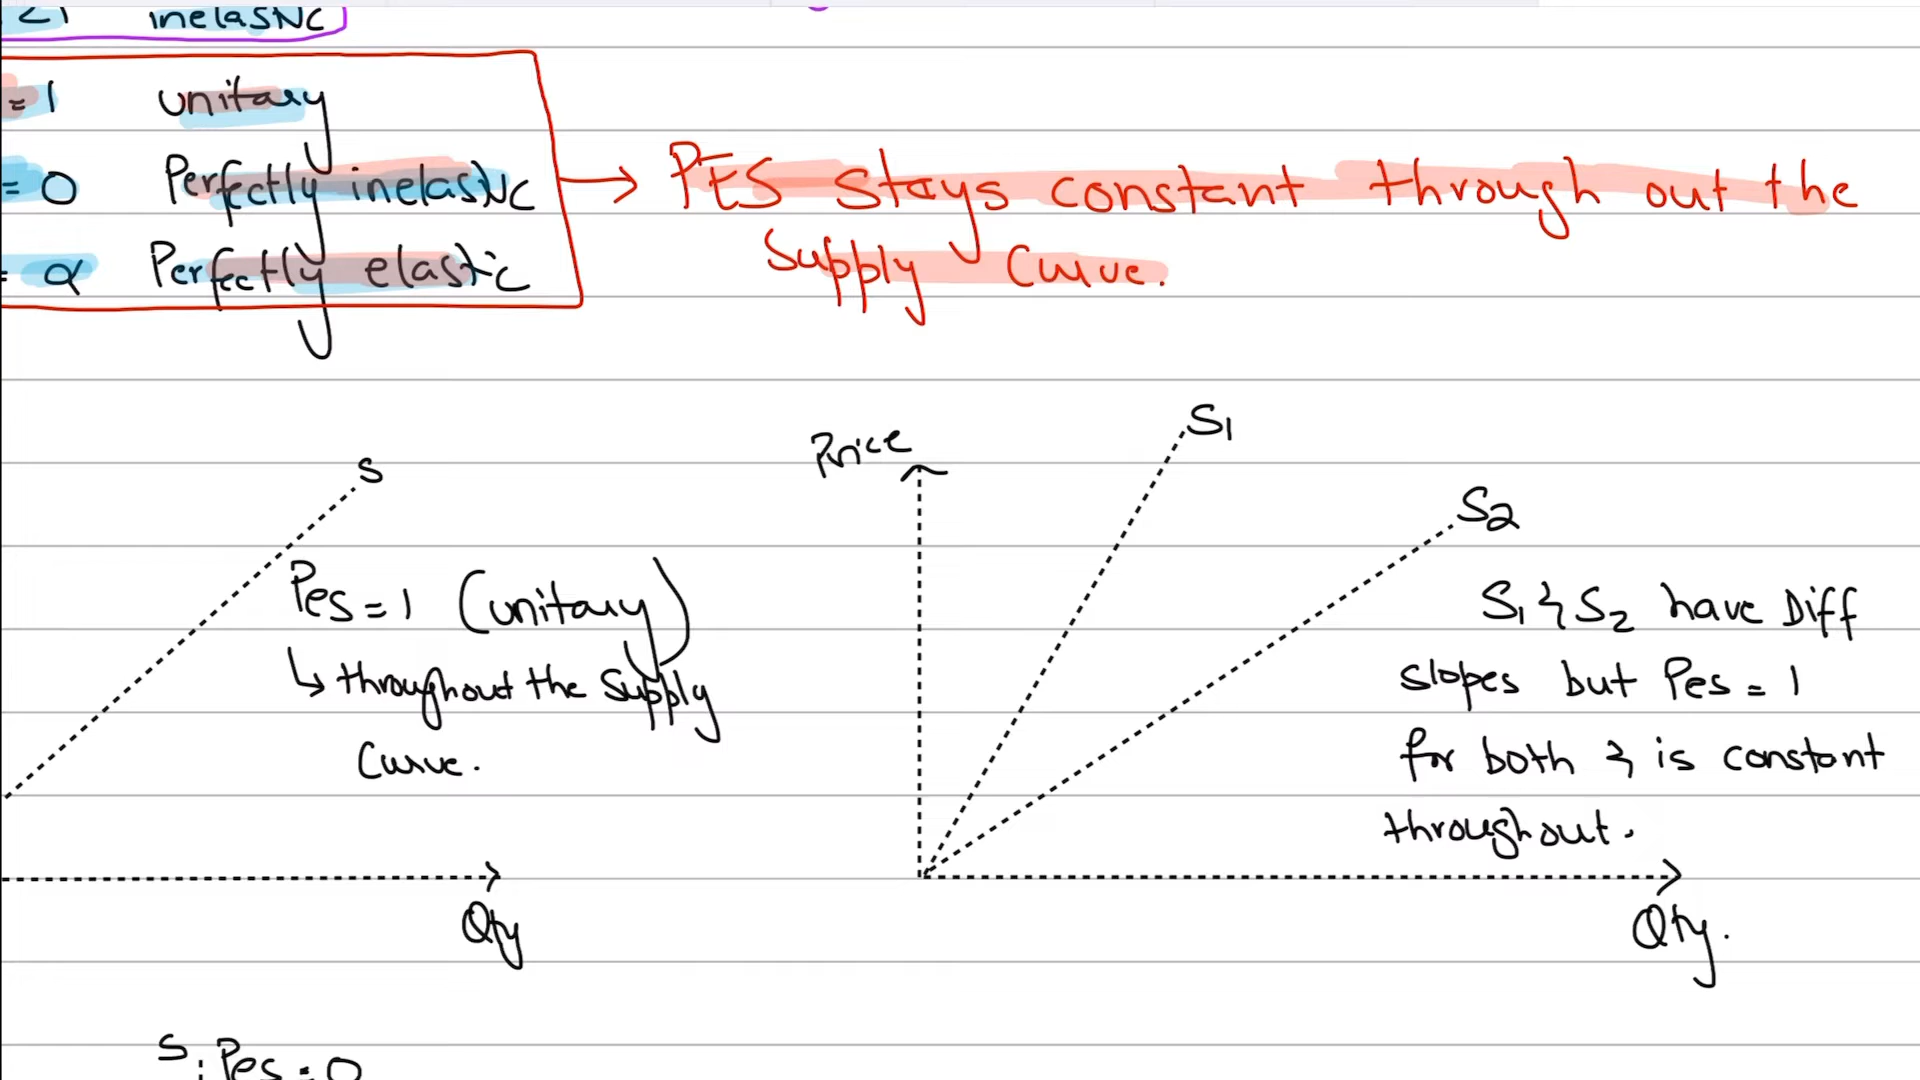 <1 inelastic
= 1 unitary
= 0 Perfectly inelastic
= α Perfectly elastic
PES stays constant through out the
supply curve.
S
Pes = 1 (unitary)
↳ throughout the supply
curve.
Qty
Price
S1
S2
S1 & S2 have Diff
slopes but Pes = 1
for both & is constant
throughout.
Qty.
S
Pes = 0